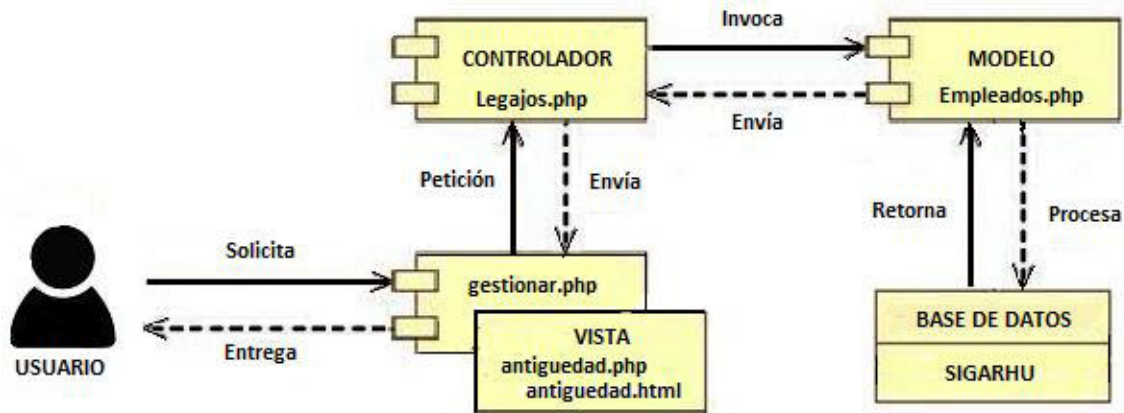 Invoca
CONTROLADOR
Legajos.php
MODELO
Empleados.php
Envía
Petición
Envía
Retorna
Procesa
Solicita
gestionar.php
Entrega
USUARIO
VISTA
antiguedad.php
antiguedad.html
BASE DE DATOS
SIGARHU